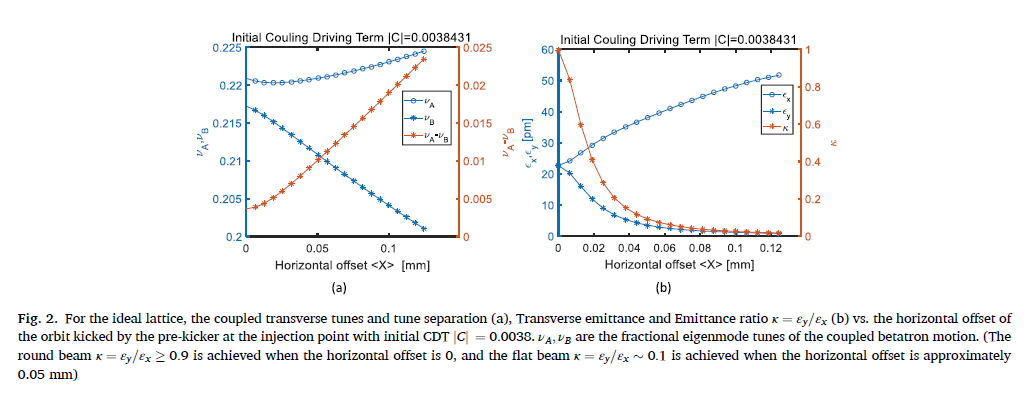 Initial Couling Driving Term |C|=0.0038431
0.225
0.22
0.215
0.21
0.205
0.2
ν_A,ν_B
0.025
0.02
0.015
0.01
0.005
0
ν_A-ν_B
ν_A
ν_B
ν_A-ν_B
0
0.05
0.1
Horizontal offset <X> [mm]
(a)
Initial Couling Driving Term |C|=0.0038431
60
50
40
30
20
10
0
ϵ_x,ϵ_y [pm]
1
0.8
0.6
0.4
0.2
0
κ
ϵ_x
ϵ_y
κ
0
0.02
0.04
0.06
0.08
0.1
0.12
Horizontal offset <X> [mm]
(b)
Fig. 2. For the ideal lattice, the coupled transverse tunes and tune separation (a), Transverse emittance and Emittance ratio κ = εy/εx (b) vs. the horizontal offset of
the orbit kicked by the pre-kicker at the injection point with initial CDT |C| = 0.0038. νA, νB are the fractional eigenmode tunes of the coupled betatron motion. (The
round beam κ = εy/εx ≥ 0.9 is achieved when the horizontal offset is 0, and the flat beam κ = εy/εx ∼ 0.1 is achieved when the horizontal offset is approximately
0.05 mm)